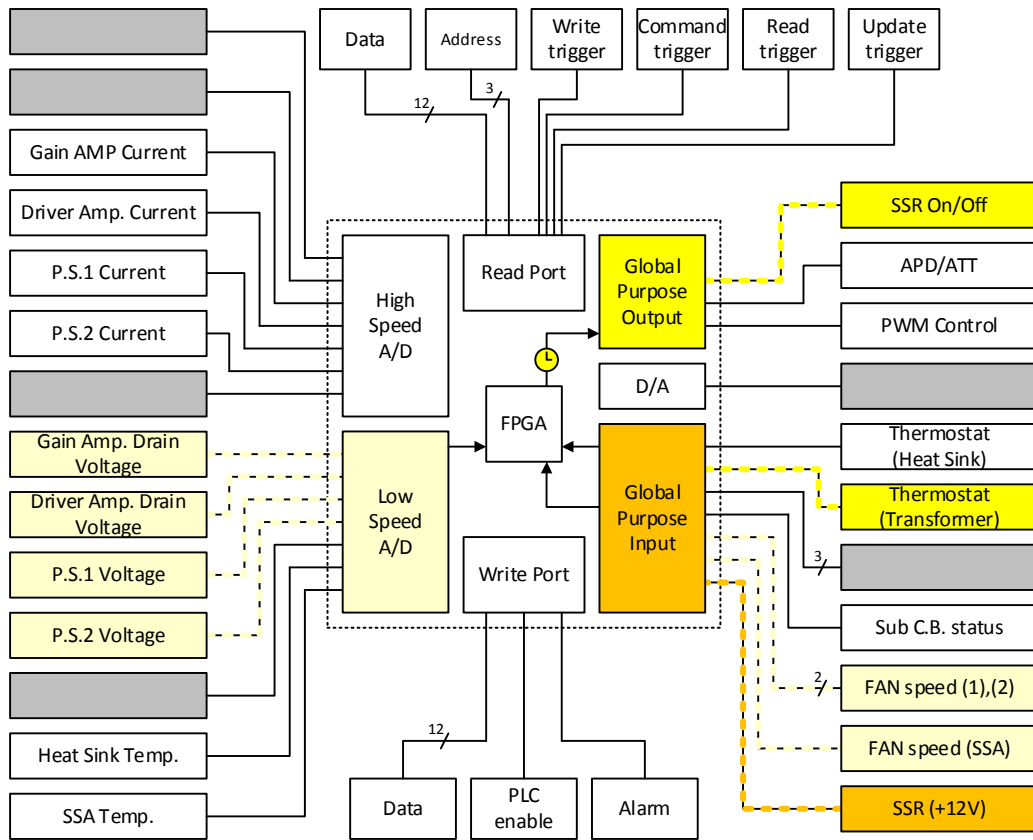 Data
Address
Write
trigger
Command
trigger
Read
trigger
Update
trigger
12
3
Gain AMP Current
Driver Amp. Current
P.S.1 Current
P.S.2 Current
Gain Amp. Drain
Voltage
Driver Amp. Drain
Voltage
P.S.1 Voltage
P.S.2 Voltage
Heat Sink Temp.
SSA Temp.
High
Speed
A/D
Low
Speed
A/D
Read Port
FPGA
Write Port
Global
Purpose
Output
D/A
Global
Purpose
Input
SSR On/Off
APD/ATT
PWM Control
Thermostat
(Heat Sink)
Thermostat
(Transformer)
3
Sub C.B. status
2
FAN speed (1),(2)
FAN speed (SSA)
SSR (+12V)
12
Data
PLC
enable
Alarm